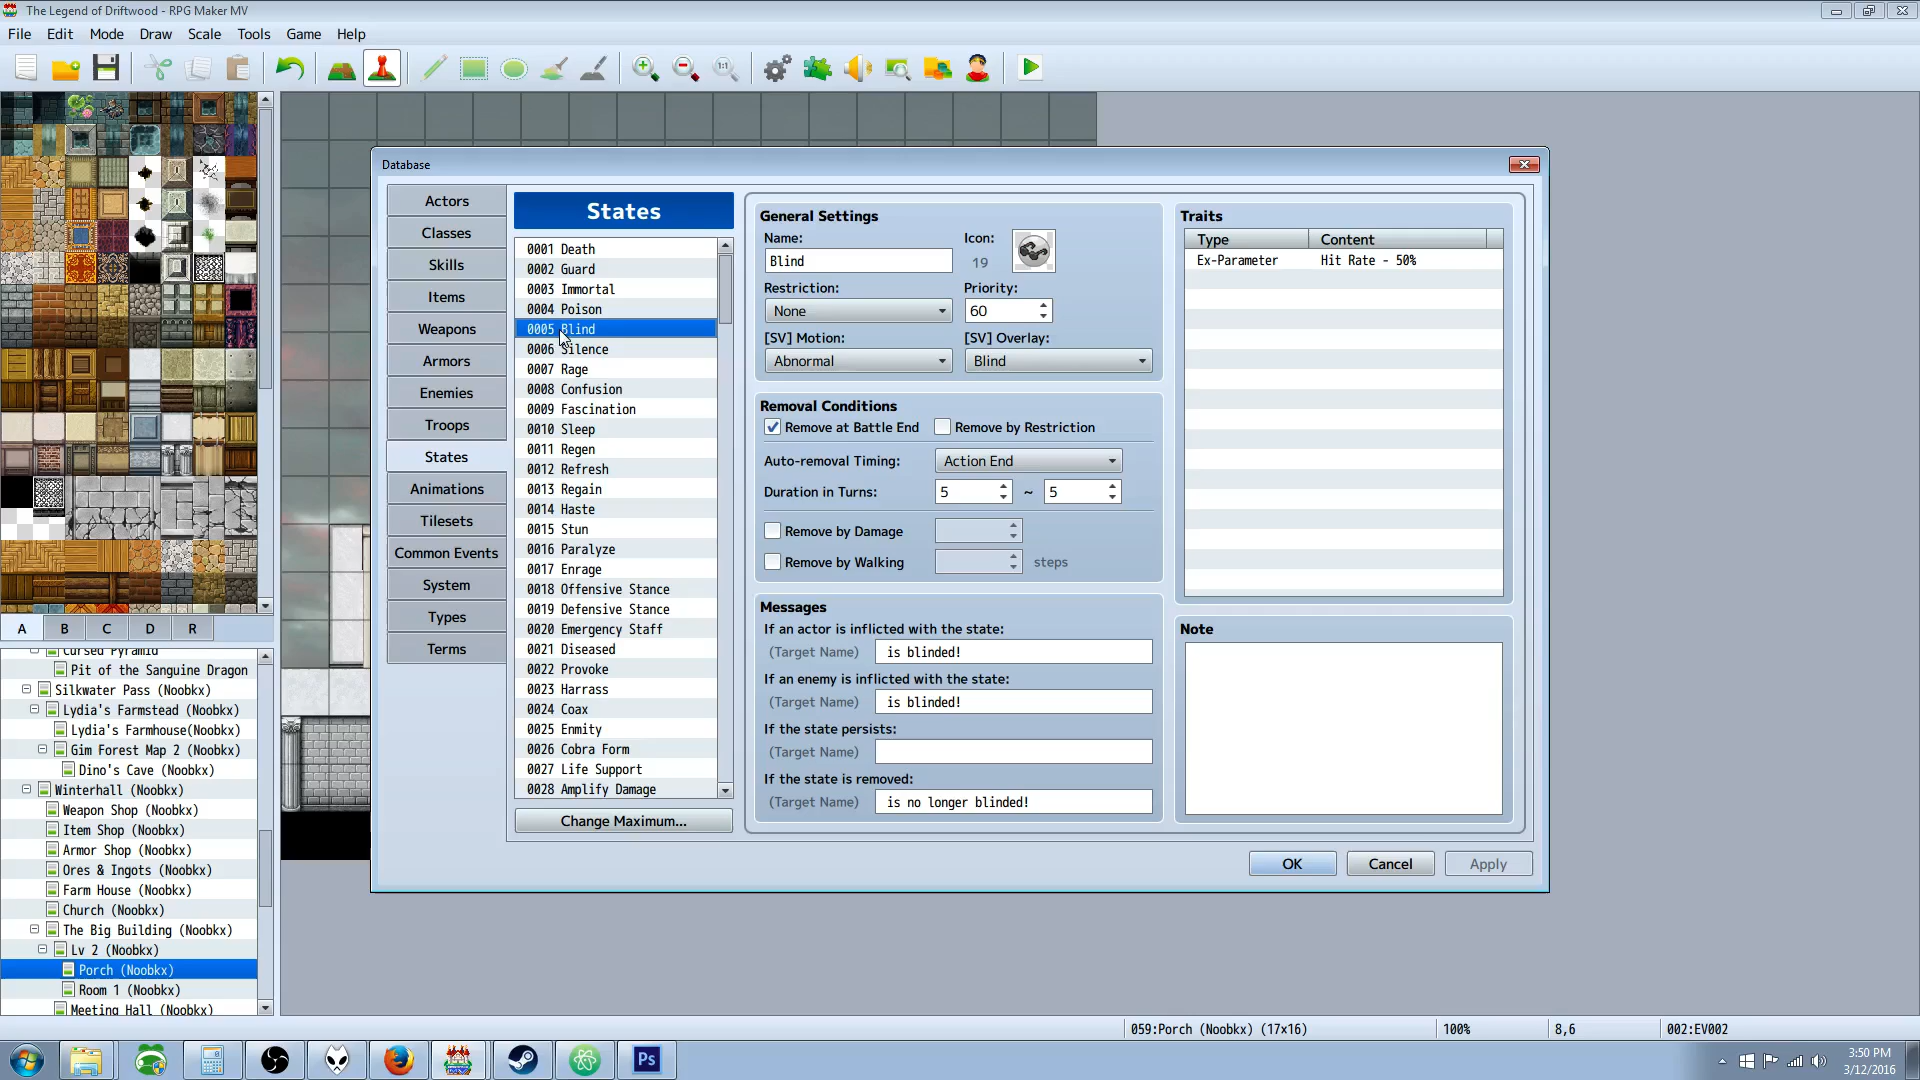 The Legend of Driftwood - RPG Maker MV
File Edit Mode Draw Scale Tools Game Help
1:1
Database
Actors
Classes
Skills
Items
Weapons
Armors
Enemies
Troops
States
Animations
Tilesets
Common Events
System
Types
Terms
States
0001 Death
0002 Guard
0003 Immortal
0004 Poison
0005 Blind
0006 Silence
0007 Rage
0008 Confusion
0009 Fascination
0010 Sleep
0011 Regen
0012 Refresh
0013 Regain
0014 Haste
0015 Stun
0016 Paralyze
0017 Enrage
0018 Offensive Stance
0019 Defensive Stance
0020 Emergency Staff
0021 Diseased
0022 Provoke
0023 Harrass
0024 Coax
0025 Enmity
0026 Cobra Form
0027 Life Support
0028 Amplify Damage
Change Maximum...
General Settings
Name: Icon:
Blind 19
Restriction: Priority:
None 60
[SV] Motion: [SV] Overlay:
Abnormal Blind
Removal Conditions
Remove at Battle End Remove by Restriction
Auto-removal Timing: Action End
Duration in Turns: 5 ~ 5
Remove by Damage
Remove by Walking steps
Messages
If an actor is inflicted with the state:
(Target Name) is blinded!
If an enemy is inflicted with the state:
(Target Name) is blinded!
If the state persists:
(Target Name)
If the state is removed:
(Target Name) is no longer blinded!
Traits
Type Content
Ex-Parameter Hit Rate - 50%
Note
OK Cancel Apply
A B C D R
Cursed Pyramid
Pit of the Sanguine Dragon
Silkwater Pass (Noobkx)
Lydia's Farmstead (Noobkx)
Lydia's Farmhouse(Noobkx)
Gim Forest Map 2 (Noobkx)
Dino's Cave (Noobkx)
Winterhall (Noobkx)
Weapon Shop (Noobkx)
Item Shop (Noobkx)
Armor Shop (Noobkx)
Ores & Ingots (Noobkx)
Farm House (Noobkx)
Church (Noobkx)
The Big Building (Noobkx)
Lv 2 (Noobkx)
Porch (Noobkx)
Room 1 (Noobkx)
Meeting Hall (Noobkx)
059:Porch (Noobkx) (17x16) 100% 8,6 002:EV002
Ps
3:50 PM
3/12/2016